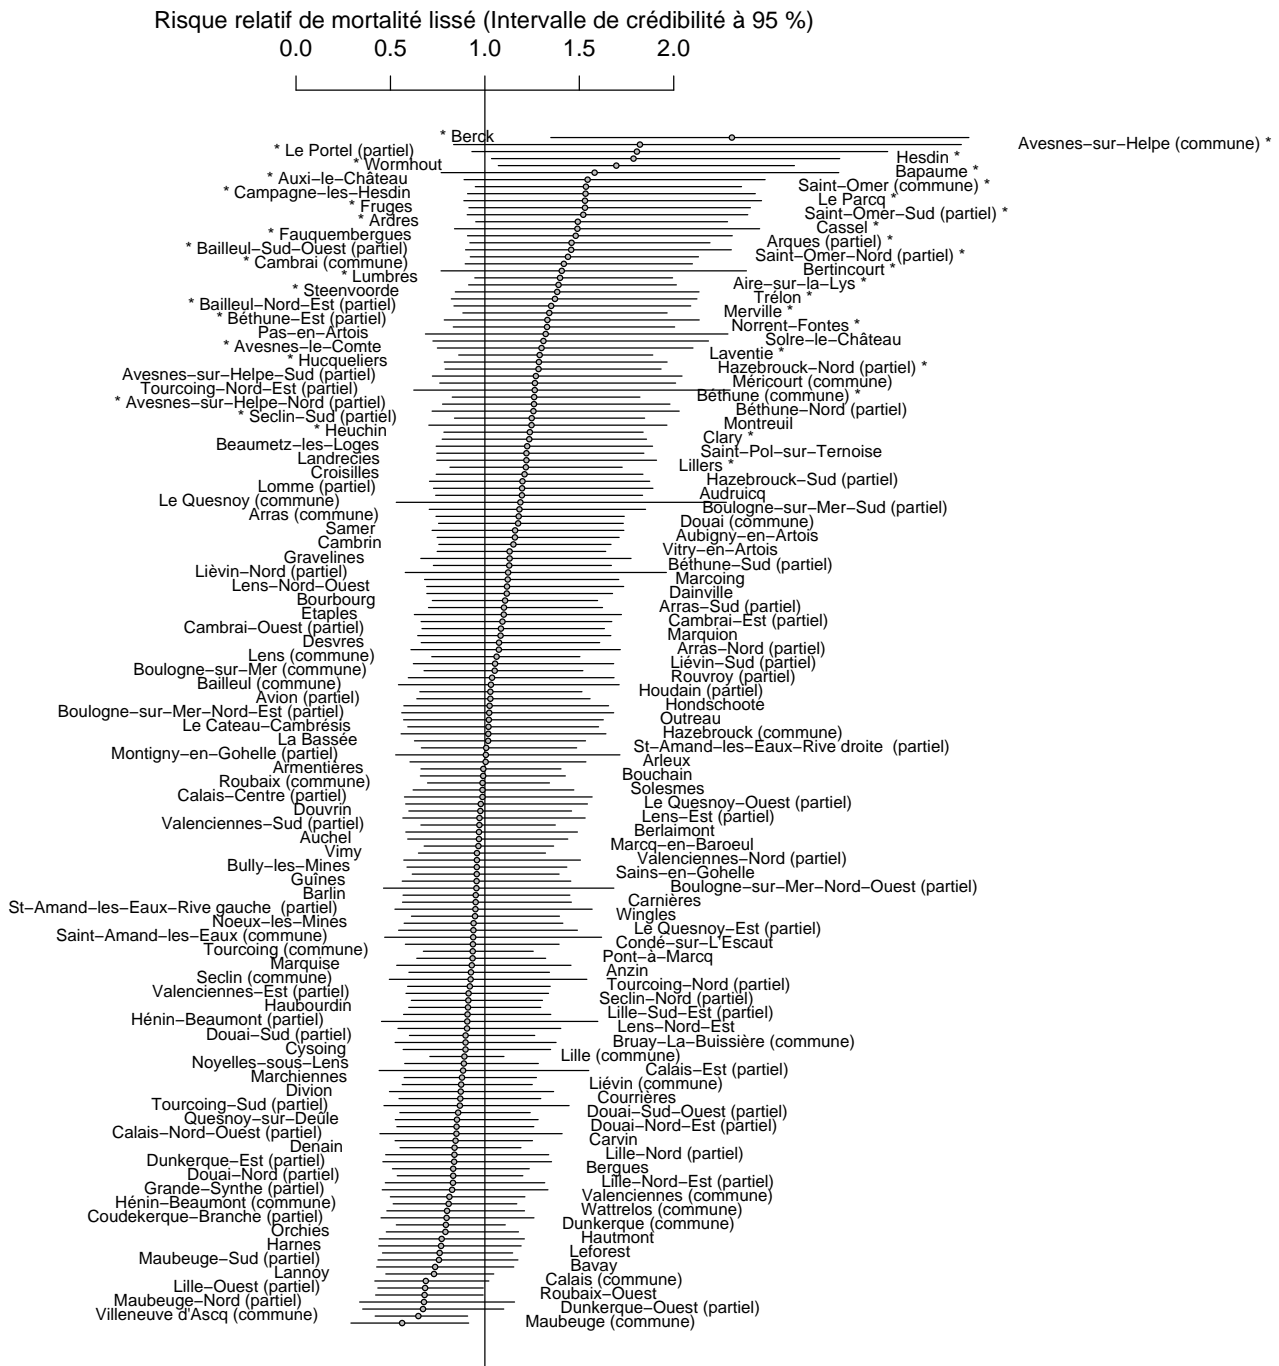 Risque relatif de mortalité lissé (Intervalle de crédibilité à 95 %)
0.0 0.5 1.0 1.5 2.0
* Berck
Avesnes−sur−Helpe (commune) *
* Le Portel (partiel)
Hesdin *
* Wormhout
Bapaume *
* Auxi−le−Château
Saint−Omer (commune) *
* Campagne−les−Hesdin
Le Parcq *
* Fruges
Saint−Omer−Sud (partiel) *
* Ardres
Cassel *
* Fauquembergues
Arques (partiel) *
* Bailleul−Sud−Ouest (partiel)
Saint−Omer−Nord (partiel) *
* Cambrai (commune)
Bertincourt *
* Lumbres
Aire−sur−la−Lys *
* Steenvoorde
Trélon *
* Bailleul−Nord−Est (partiel)
Merville *
* Béthune−Est (partiel)
Norrent−Fontes *
Pas−en−Artois
Solre−le−Château
* Avesnes−le−Comte
Laventie *
* Hucqueliers
Hazebrouck−Nord (partiel) *
Avesnes−sur−Helpe−Sud (partiel)
Méricourt (commune)
Tourcoing−Nord−Est (partiel)
Béthune (commune) *
* Avesnes−sur−Helpe−Nord (partiel)
Béthune−Nord (partiel)
* Seclin−Sud (partiel)
Montreuil
* Heuchin
Clary *
Beaumetz−les−Loges
Saint−Pol−sur−Ternoise
Landrecies
Lillers *
Croisilles
Hazebrouck−Sud (partiel)
Lomme (partiel)
Audruicq
Le Quesnoy (commune)
Boulogne−sur−Mer−Sud (partiel)
Arras (commune)
Douai (commune)
Samer
Aubigny−en−Artois
Cambrin
Vitry−en−Artois
Gravelines
Béthune−Sud (partiel)
Lièvin−Nord (partiel)
Marcoing
Lens−Nord−Ouest
Dainville
Bourbourg
Arras−Sud (partiel)
Etaples
Cambrai−Est (partiel)
Cambrai−Ouest (partiel)
Marquion
Desvres
Arras−Nord (partiel)
Lens (commune)
Liévin−Sud (partiel)
Boulogne−sur−Mer (commune)
Rouvroy (partiel)
Bailleul (commune)
Houdain (partiel)
Avion (partiel)
Hondschoote
Boulogne−sur−Mer−Nord−Est (partiel)
Outreau
Le Cateau−Cambrésis
Hazebrouck (commune)
La Bassée
St−Amand−les−Eaux−Rive droite (partiel)
Montigny−en−Gohelle (partiel)
Arleux
Armentières
Bouchain
Roubaix (commune)
Solesmes
Calais−Centre (partiel)
Le Quesnoy−Ouest (partiel)
Douvrin
Lens−Est (partiel)
Valenciennes−Sud (partiel)
Berlaimont
Auchel
Marcq−en−Baroeul
Vimy
Valenciennes−Nord (partiel)
Bully−les−Mines
Sains−en−Gohelle
Guînes
Boulogne−sur−Mer−Nord−Ouest (partiel)
Barlin
Carnières
St−Amand−les−Eaux−Rive gauche (partiel)
Wingles
Noeux−les−Mines
Le Quesnoy−Est (partiel)
Saint−Amand−les−Eaux (commune)
Condé−sur−L'Escaut
Tourcoing (commune)
Pont−à−Marcq
Marquise
Anzin
Seclin (commune)
Tourcoing−Nord (partiel)
Valenciennes−Est (partiel)
Seclin−Nord (partiel)
Haubourdin
Lille−Sud−Est (partiel)
Hénin−Beaumont (partiel)
Lens−Nord−Est
Douai−Sud (partiel)
Bruay−La−Buissière (commune)
Cysoing
Lille (commune)
Noyelles−sous−Lens
Calais−Est (partiel)
Marchiennes
Liévin (commune)
Divion
Courrières
Tourcoing−Sud (partiel)
Douai−Sud−Ouest (partiel)
Quesnoy−sur−Deûle
Douai−Nord−Est (partiel)
Calais−Nord−Ouest (partiel)
Carvin
Denain
Lille−Nord (partiel)
Dunkerque−Est (partiel)
Bergues
Douai−Nord (partiel)
Lille−Nord−Est (partiel)
Grande−Synthe (partiel)
Valenciennes (commune)
Hénin−Beaumont (commune)
Wattrelos (commune)
Coudekerque−Branche (partiel)
Dunkerque (commune)
Orchies
Hautmont
Harnes
Leforest
Maubeuge−Sud (partiel)
Bavay
Lannoy
Calais (commune)
Lille−Ouest (partiel)
Roubaix−Ouest
Maubeuge−Nord (partiel)
Dunkerque−Ouest (partiel)
Villeneuve d'Ascq (commune)
Maubeuge (commune)